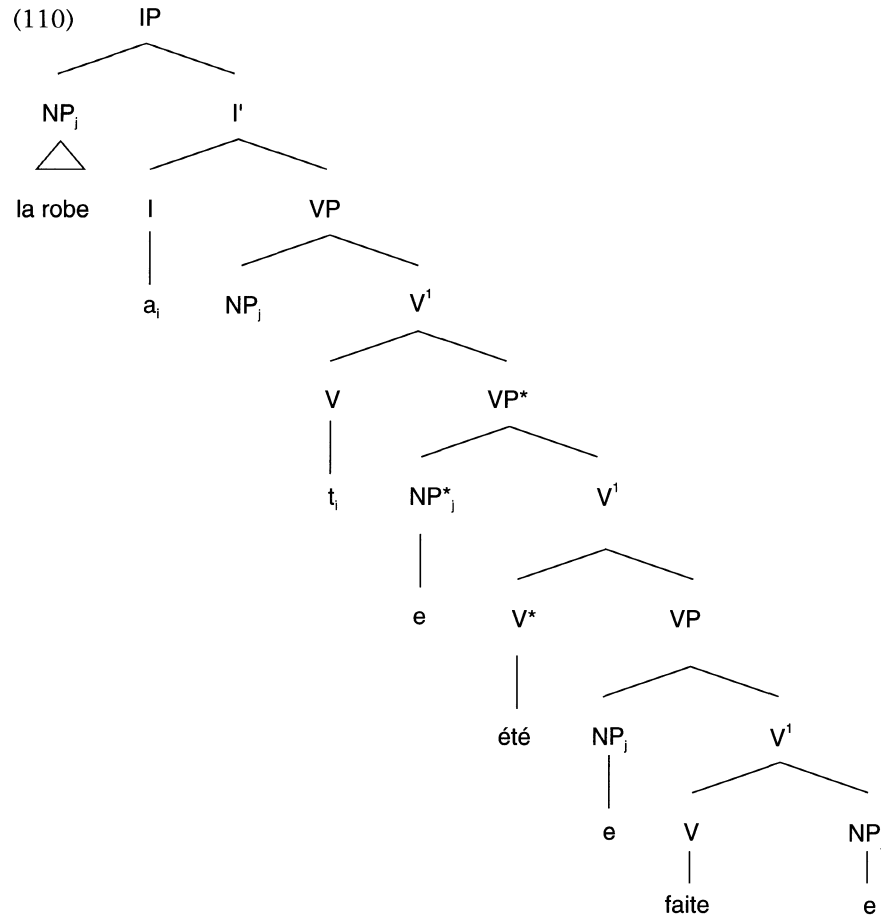 (110) IP
NPj I'
la robe I VP
ai NPj V¹
V VP*
ti NP*j V¹
e V* VP
été NPj V¹
e V NP
faite e